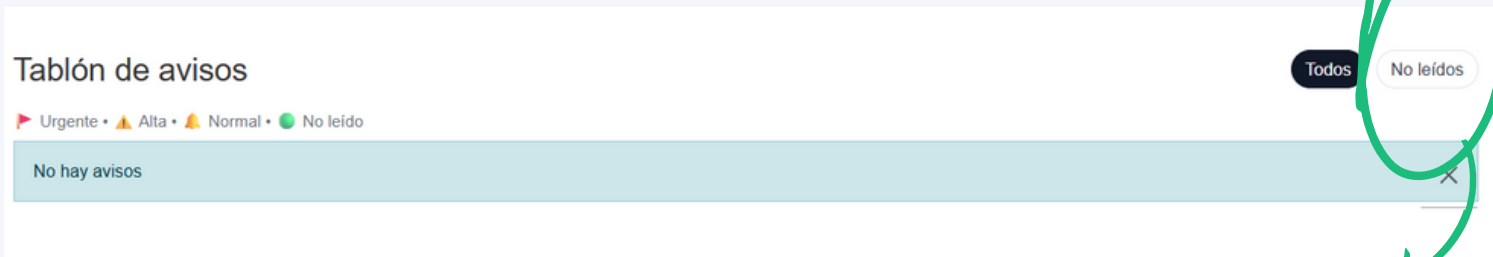 Tablón de avisos
Todos No leídos
Urgente • Alta • Normal • No leído
No hay avisos